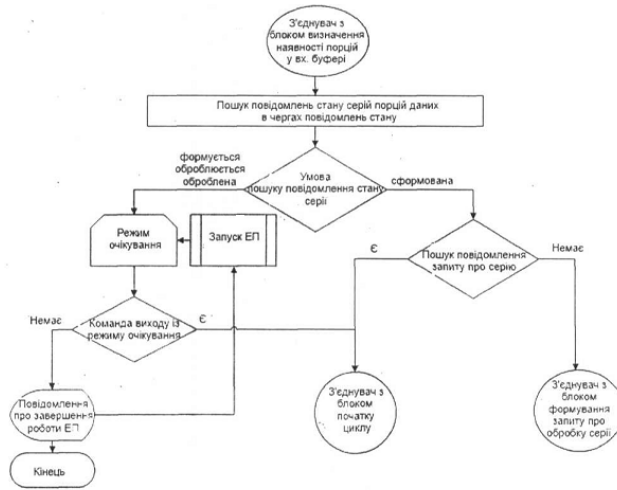 З'єднувач з
блоком визначення
наявності порцій
у вх. буфері
Пошук повідомлень стану серій порцій даних
в чергах повідомлень стану
формується
оброблюється
оброблена
Умова
пошуку повідомлення стану
серії
сформована
Режим
очікування
Запуск ЕП
Є
Пошук повідомлення
запиту про серію
Немає
Немає
Команда виходу із
режиму очікування
Є
Повідомлення
про завершення
роботи ЕП
З'єднувач з
блоком
початку
циклу
З'єднувач з
блоком
формування
запиту про
обробку серії
Кінець